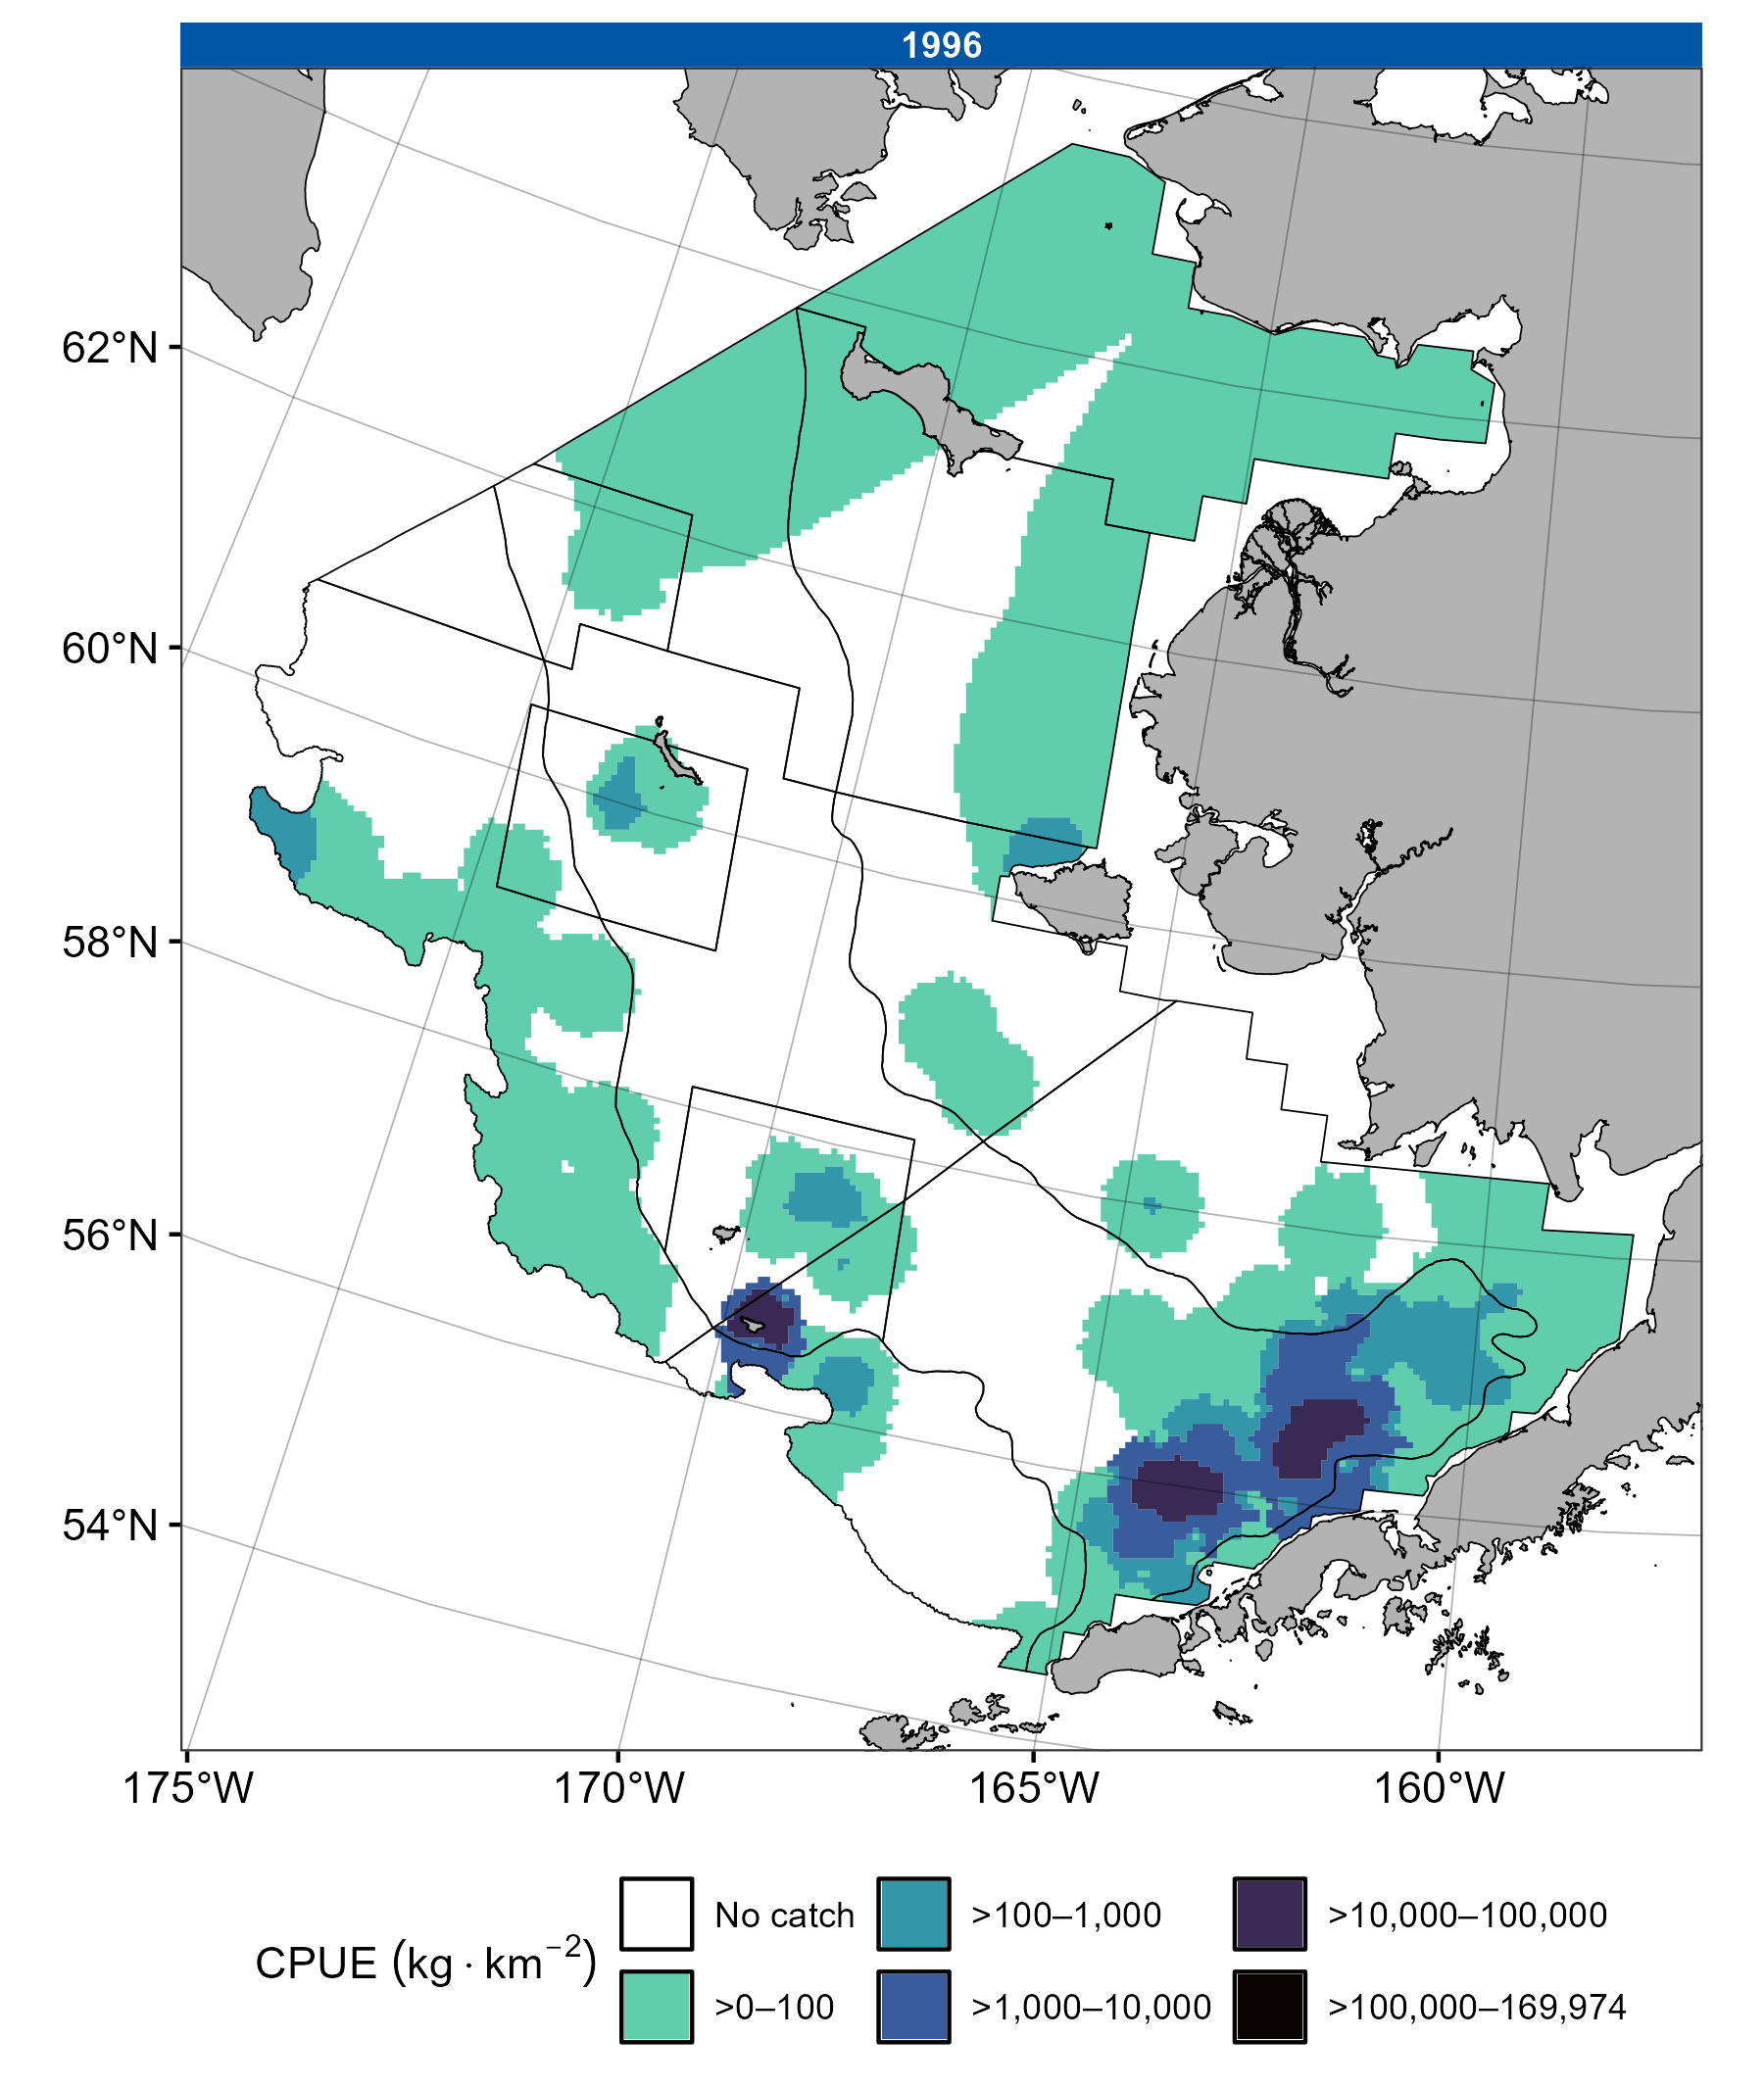 1996
62°N
60°N
58°N
56°N
54°N
175°W 170°W 165°W 160°W
CPUE (kg · km⁻²)
No catch >100–1,000 >10,000–100,000
>0–100 >1,000–10,000 >100,000–169,974